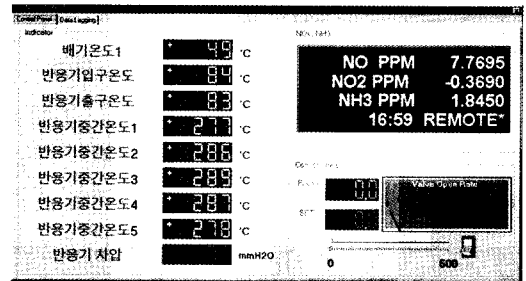 Control Panel Data Logging
Indicator
배기온도1 49 °C
반응기입구온도 84 °C
반응기출구온도 83 °C
반응기중간온도1 277 °C
반응기중간온도2 286 °C
반응기중간온도3 289 °C
반응기중간온도4 287 °C
반응기중간온도5 278 °C
반응기 차압 mmH2O
NO PPM 7.7695
NO2 PPM -0.3690
NH3 PPM 1.8450
16:59 REMOTE*
00
Valve Open Rate
SET
0 600